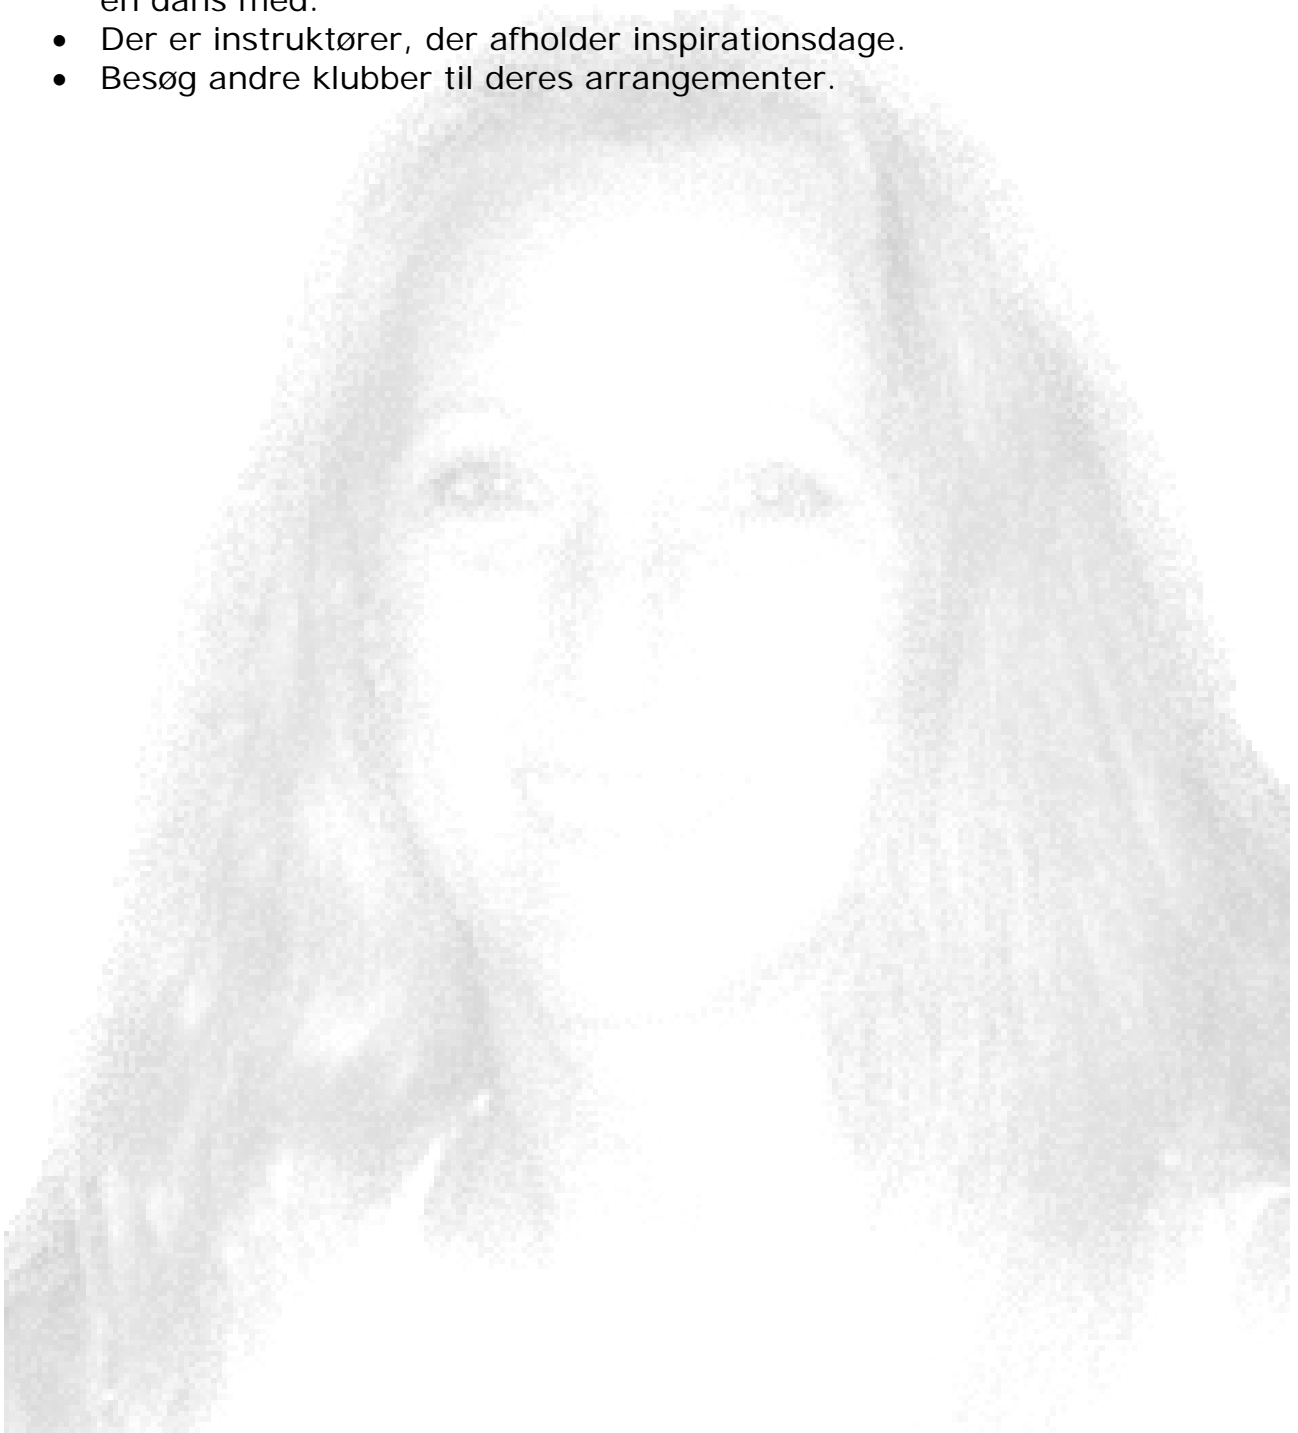 en dans med.
• Der er instruktører, der afholder inspirationsdage.
• Besøg andre klubber til deres arrangementer.